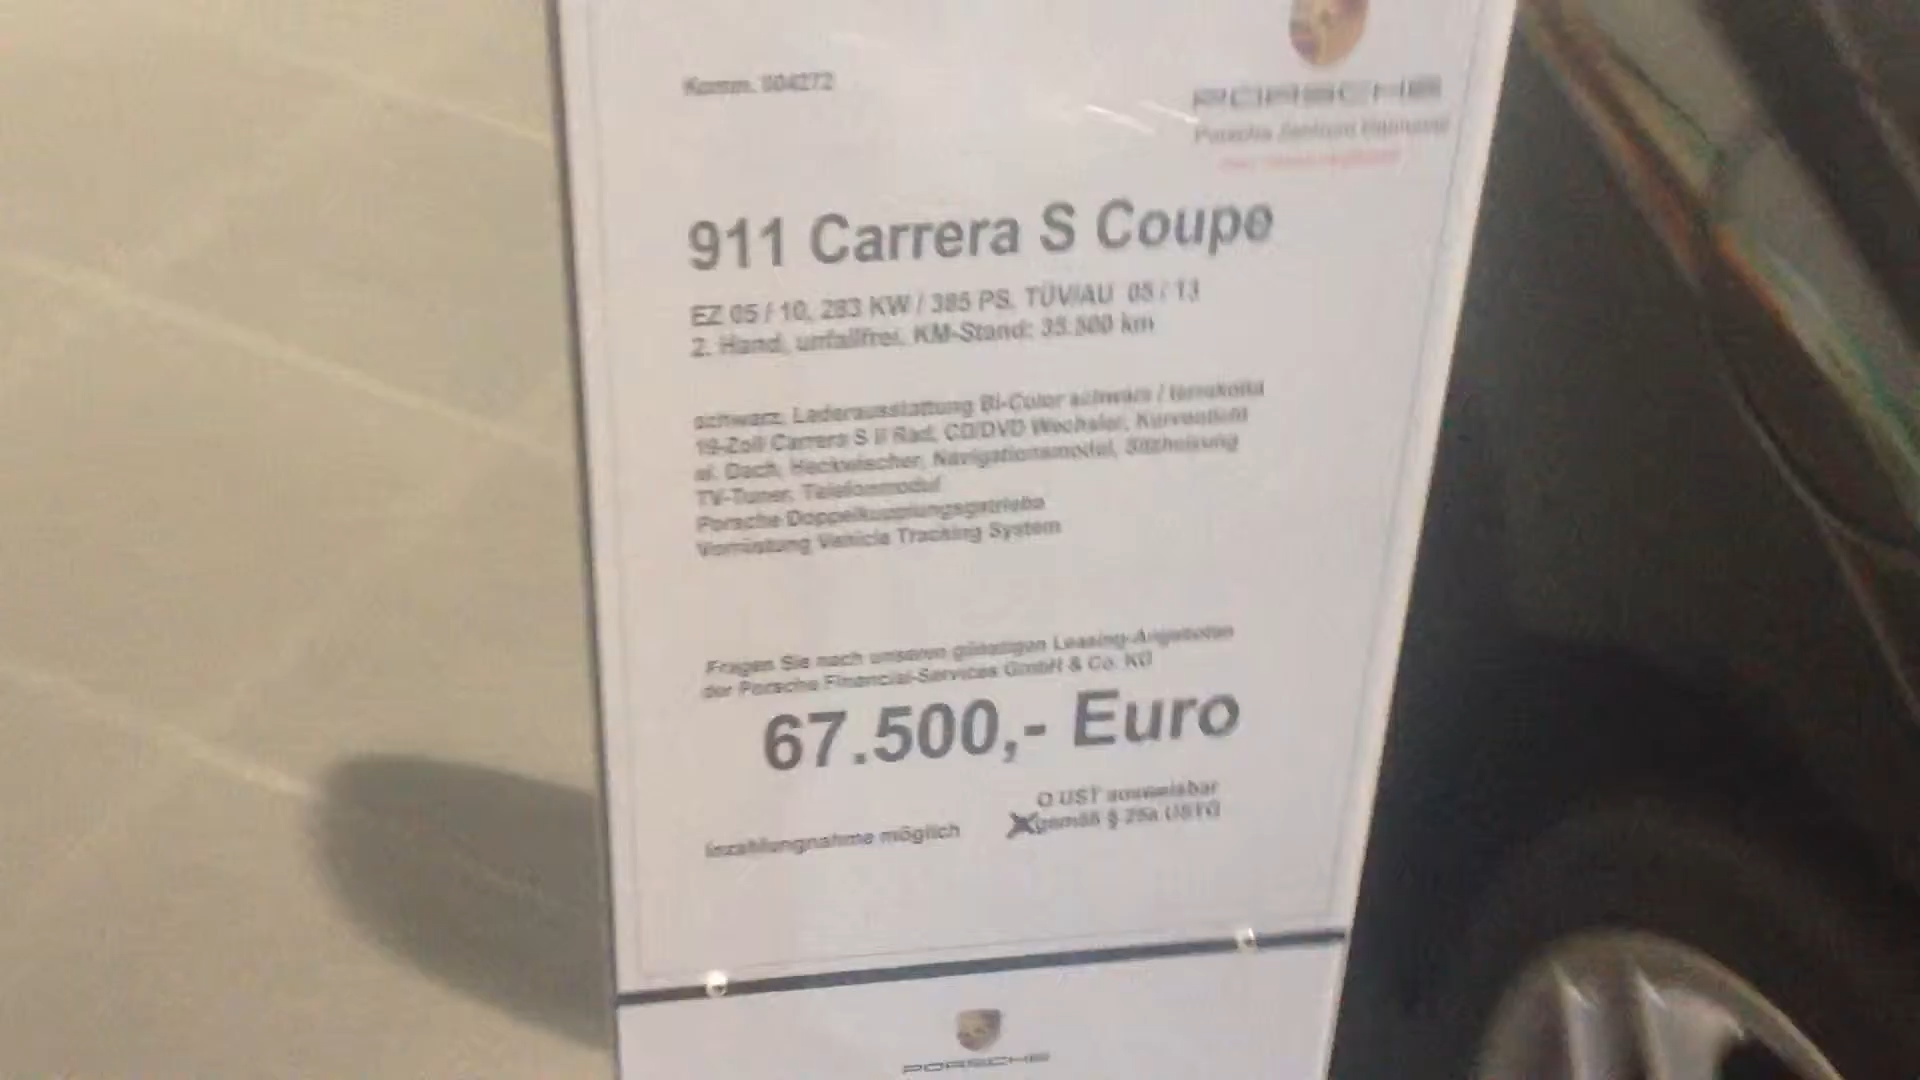 Komm. 004272
PORSCHE
Porsche Zentrum Hannover
911 Carrera S Coupe
EZ 05 / 10, 283 KW / 385 PS, TÜV/AU 05 / 13
2. Hand, unfallfrei, KM-Stand: 35.500 km
schwarz, Lederausstattung Bi-Color schwarz / terrakotta
19-Zoll Carrera S II Rad, CD/DVD Wechsler, Kurvenlicht
el. Dach, Heckwischer, Navigationsmodul, Sitzheizung
TV-Tuner, Telefonmodul
Porsche Doppelkupplungsgetriebe
Vorrüstung Vehicle Tracking System
Fragen Sie nach unseren günstigen Leasing-Angeboten
der Porsche Financial-Services GmbH & Co. KG
67.500,- Euro
O UST ausweisbar
Inzahlungnahme möglich
gemäß § 25a USTG
PORSCHE